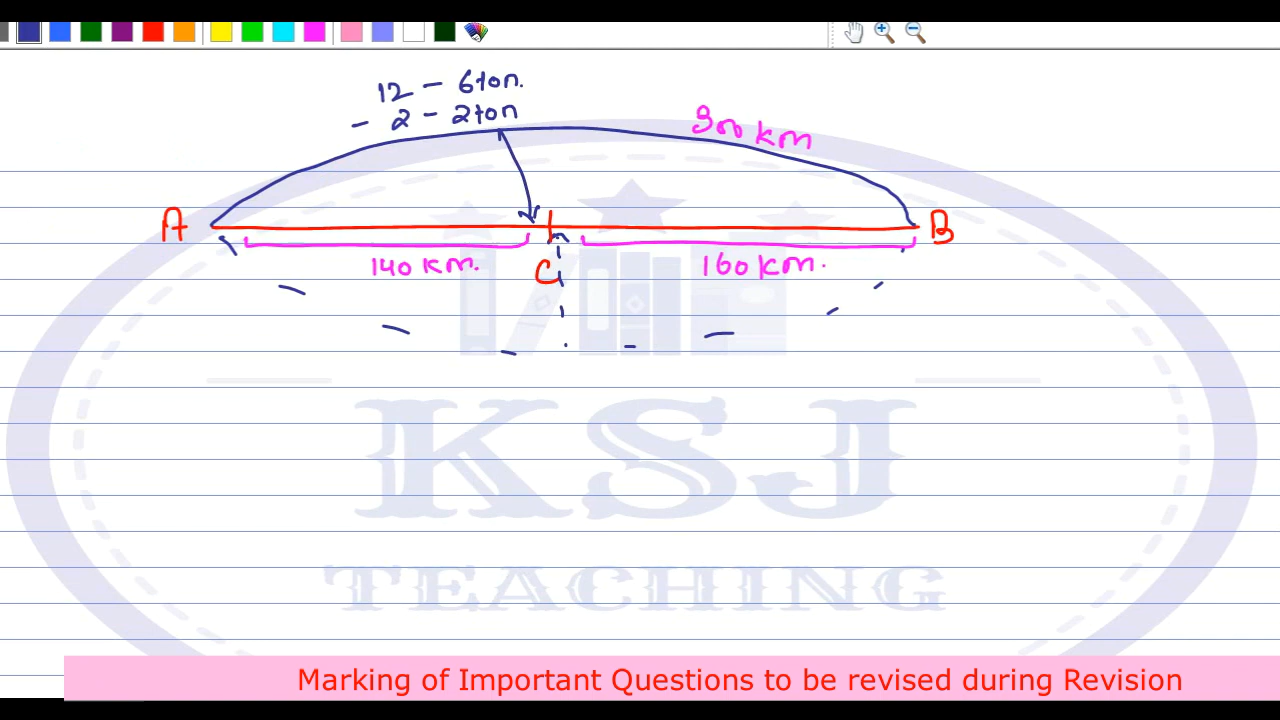 12 - 6ton.
- 2 - 2ton
300 km
A
B
140 km.
C
160 km.
KSJ
TEACHING
Marking of Important Questions to be revised during Revision